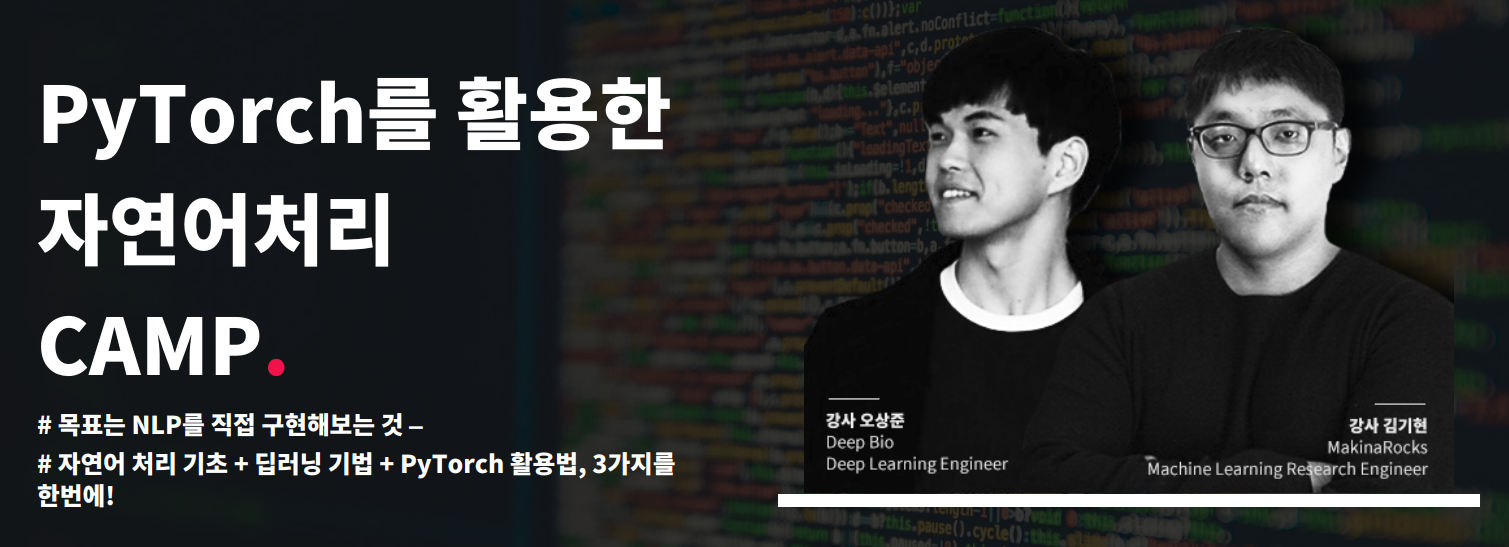 PyTorch를 활용한
자연어처리
CAMP.
# 목표는 NLP를 직접 구현해보는 것 –
# 자연어 처리 기초 + 딥러닝 기법 + PyTorch 활용법, 3가지를
한번에!
강사 오상준
Deep Bio
Deep Learning Engineer
강사 김기현
MakinaRocks
Machine Learning Research Engineer